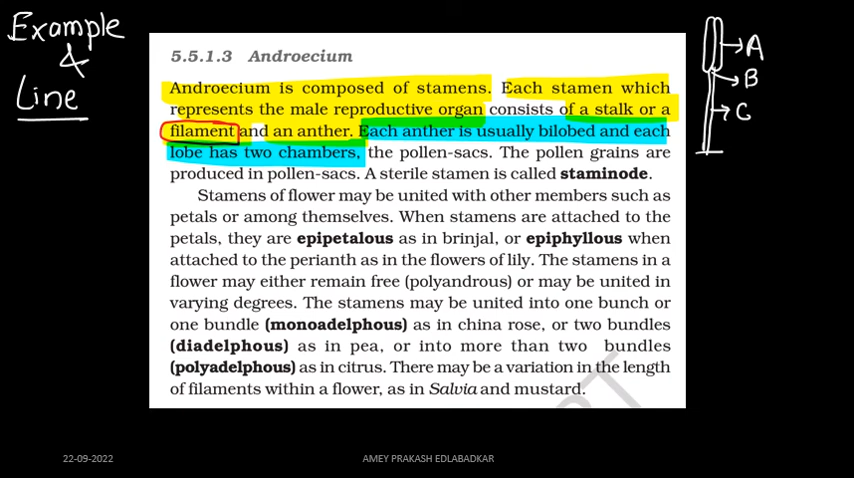 Example
&
Line
5.5.1.3 Androecium
Androecium is composed of stamens. Each stamen which
represents the male reproductive organ consists of a stalk or a
filament and an anther. Each anther is usually bilobed and each
lobe has two chambers, the pollen-sacs. The pollen grains are
produced in pollen-sacs. A sterile stamen is called staminode.
Stamens of flower may be united with other members such as
petals or among themselves. When stamens are attached to the
petals, they are epipetalous as in brinjal, or epiphyllous when
attached to the perianth as in the flowers of lily. The stamens in a
flower may either remain free (polyandrous) or may be united in
varying degrees. The stamens may be united into one bunch or
one bundle (monoadelphous) as in china rose, or two bundles
(diadelphous) as in pea, or into more than two bundles
(polyadelphous) as in citrus. There may be a variation in the length
of filaments within a flower, as in Salvia and mustard.
A
B
C
22-09-2022
AMEY PRAKASH EDLABADKAR